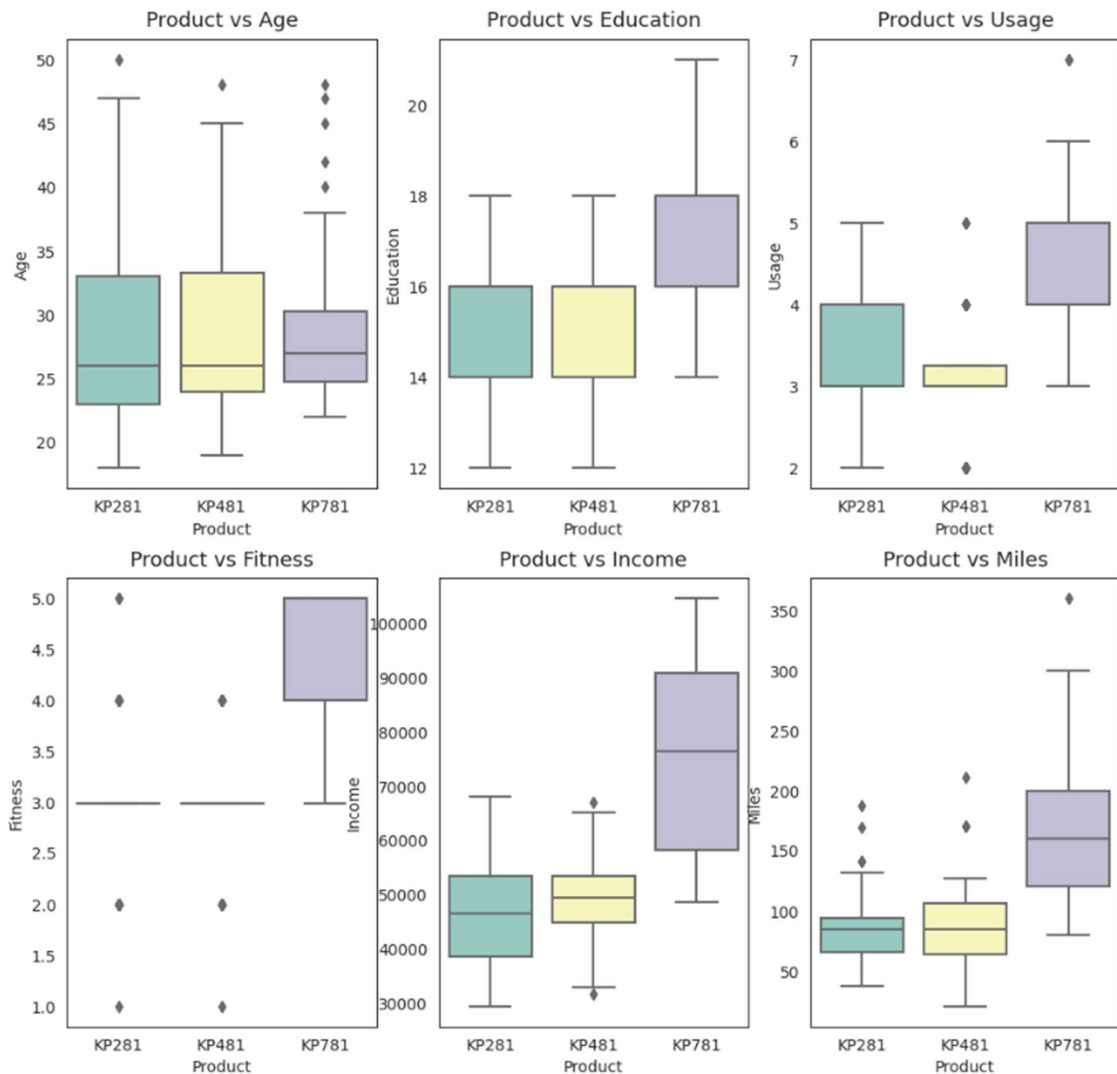 Product vs Age
50
45
40
35
30
25
20
Age
KP281 KP481 KP781
Product
Product vs Education
20
18
16
14
12
Education
KP281 KP481 KP781
Product
Product vs Usage
7
6
5
4
3
2
Usage
KP281 KP481 KP781
Product
Product vs Fitness
5.0
4.5
4.0
3.5
3.0
2.5
2.0
1.5
1.0
Fitness
KP281 KP481 KP781
Product
Product vs Income
100000
90000
80000
70000
60000
50000
40000
30000
Income
KP281 KP481 KP781
Product
Product vs Miles
350
300
250
200
150
100
50
Miles
KP281 KP481 KP781
Product